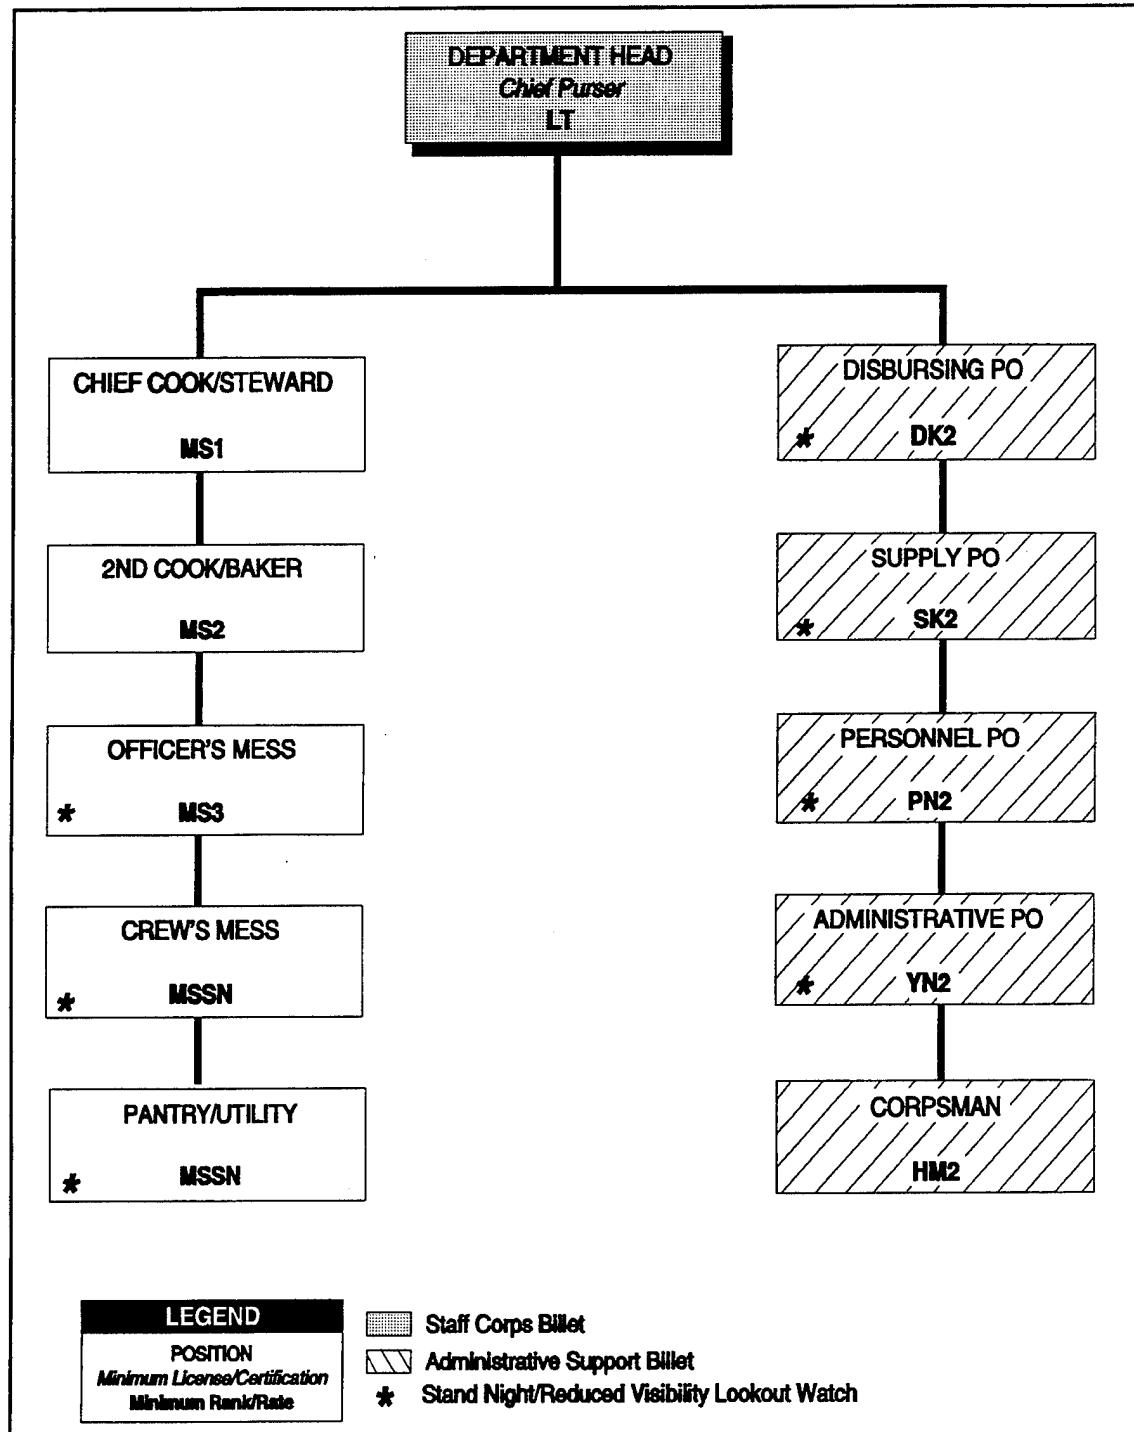 DEPARTMENT HEAD
Chief Purser
LT
CHIEF COOK/STEWARD
MS1
2ND COOK/BAKER
MS2
OFFICER'S MESS
* MS3
CREW'S MESS
* MSSN
PANTRY/UTILITY
* MSSN
DISBURSING PO
* DK2
SUPPLY PO
* SK2
PERSONNEL PO
* PN2
ADMINISTRATIVE PO
* YN2
CORPSMAN
HM2
LEGEND
POSITION
Minimum License/Certification
Minimum Rank/Rate
Staff Corps Billet
Administrative Support Billet
* Stand Night/Reduced Visibility Lookout Watch